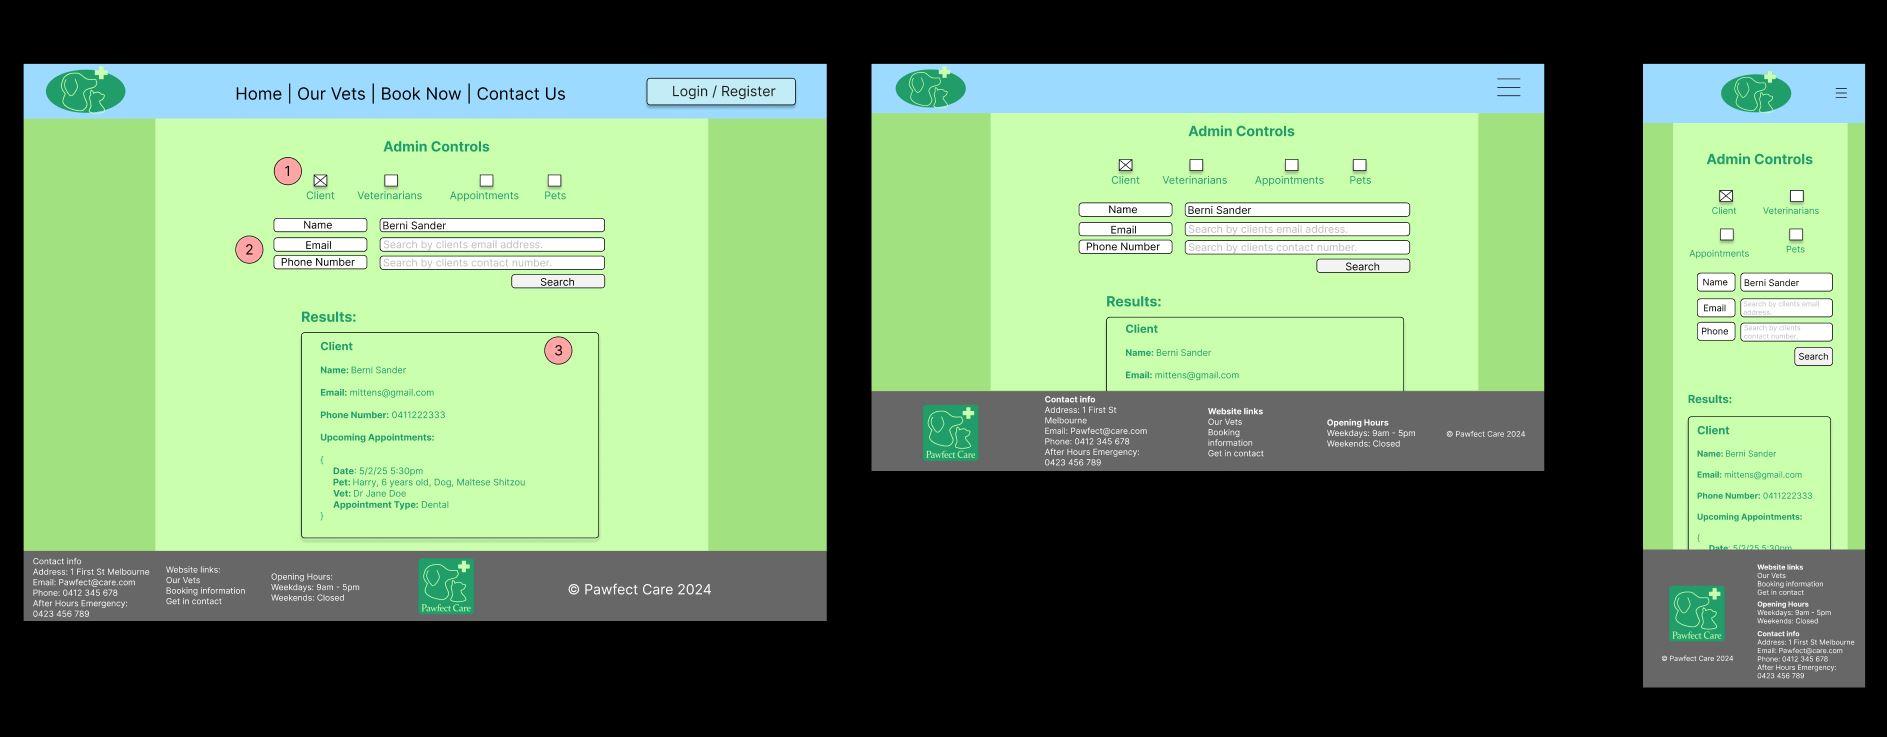 Home | Our Vets | Book Now | Contact Us
Login / Register
Admin Controls
1
Client
Veterinarians
Appointments
Pets
Name
Berni Sander
2
Email
Search by clients email address.
Phone Number
Search by clients contact number.
Search
Results:
3
Client
Name: Berni Sander
Email: mittens@gmail.com
Phone Number: 0411222333
Upcoming Appointments:
{
Date: 5/2/25 5:30pm
Pet: Harry, 6 years old, Dog, Maltese Shitzou
Vet: Dr Jane Doe
Appointment Type: Dental
}
Contact info
Address: 1 First St Melbourne
Email: Pawfect@care.com
Phone: 0412 345 678
After Hours Emergency:
0423 456 789
Website links:
Our Vets
Booking information
Get in contact
Opening Hours:
Weekdays: 9am - 5pm
Weekends: Closed
Pawfect Care
© Pawfect Care 2024
Admin Controls
Client
Veterinarians
Appointments
Pets
Name
Berni Sander
Email
Search by clients email address.
Phone Number
Search by clients contact number.
Search
Results:
Client
Name: Berni Sander
Email: mittens@gmail.com
Pawfect Care
Contact info
Address: 1 First St
Melbourne
Email: Pawfect@care.com
Phone: 0412 345 678
After Hours Emergency:
0423 456 789
Website links
Our Vets
Booking
information
Get in contact
Opening Hours
Weekdays: 9am - 5pm
Weekends: Closed
© Pawfect Care 2024
Admin Controls
Client
Veterinarians
Appointments
Pets
Name
Berni Sander
Email
Search by clients email
address.
Phone
Search by clients
contact number.
Search
Results:
Client
Name: Berni Sander
Email: mittens@gmail.com
Phone Number: 0411222333
Upcoming Appointments:
{
Date: 5/2/25 5:30pm
Pawfect Care
© Pawfect Care 2024
Website links
Our Vets
Booking information
Get in contact
Opening Hours
Weekdays: 9am - 5pm
Weekends: Closed
Contact info
Address: 1 First St Melbourne
Email: Pawfect@care.com
Phone: 0412 345 678
After Hours Emergency:
0423 456 789